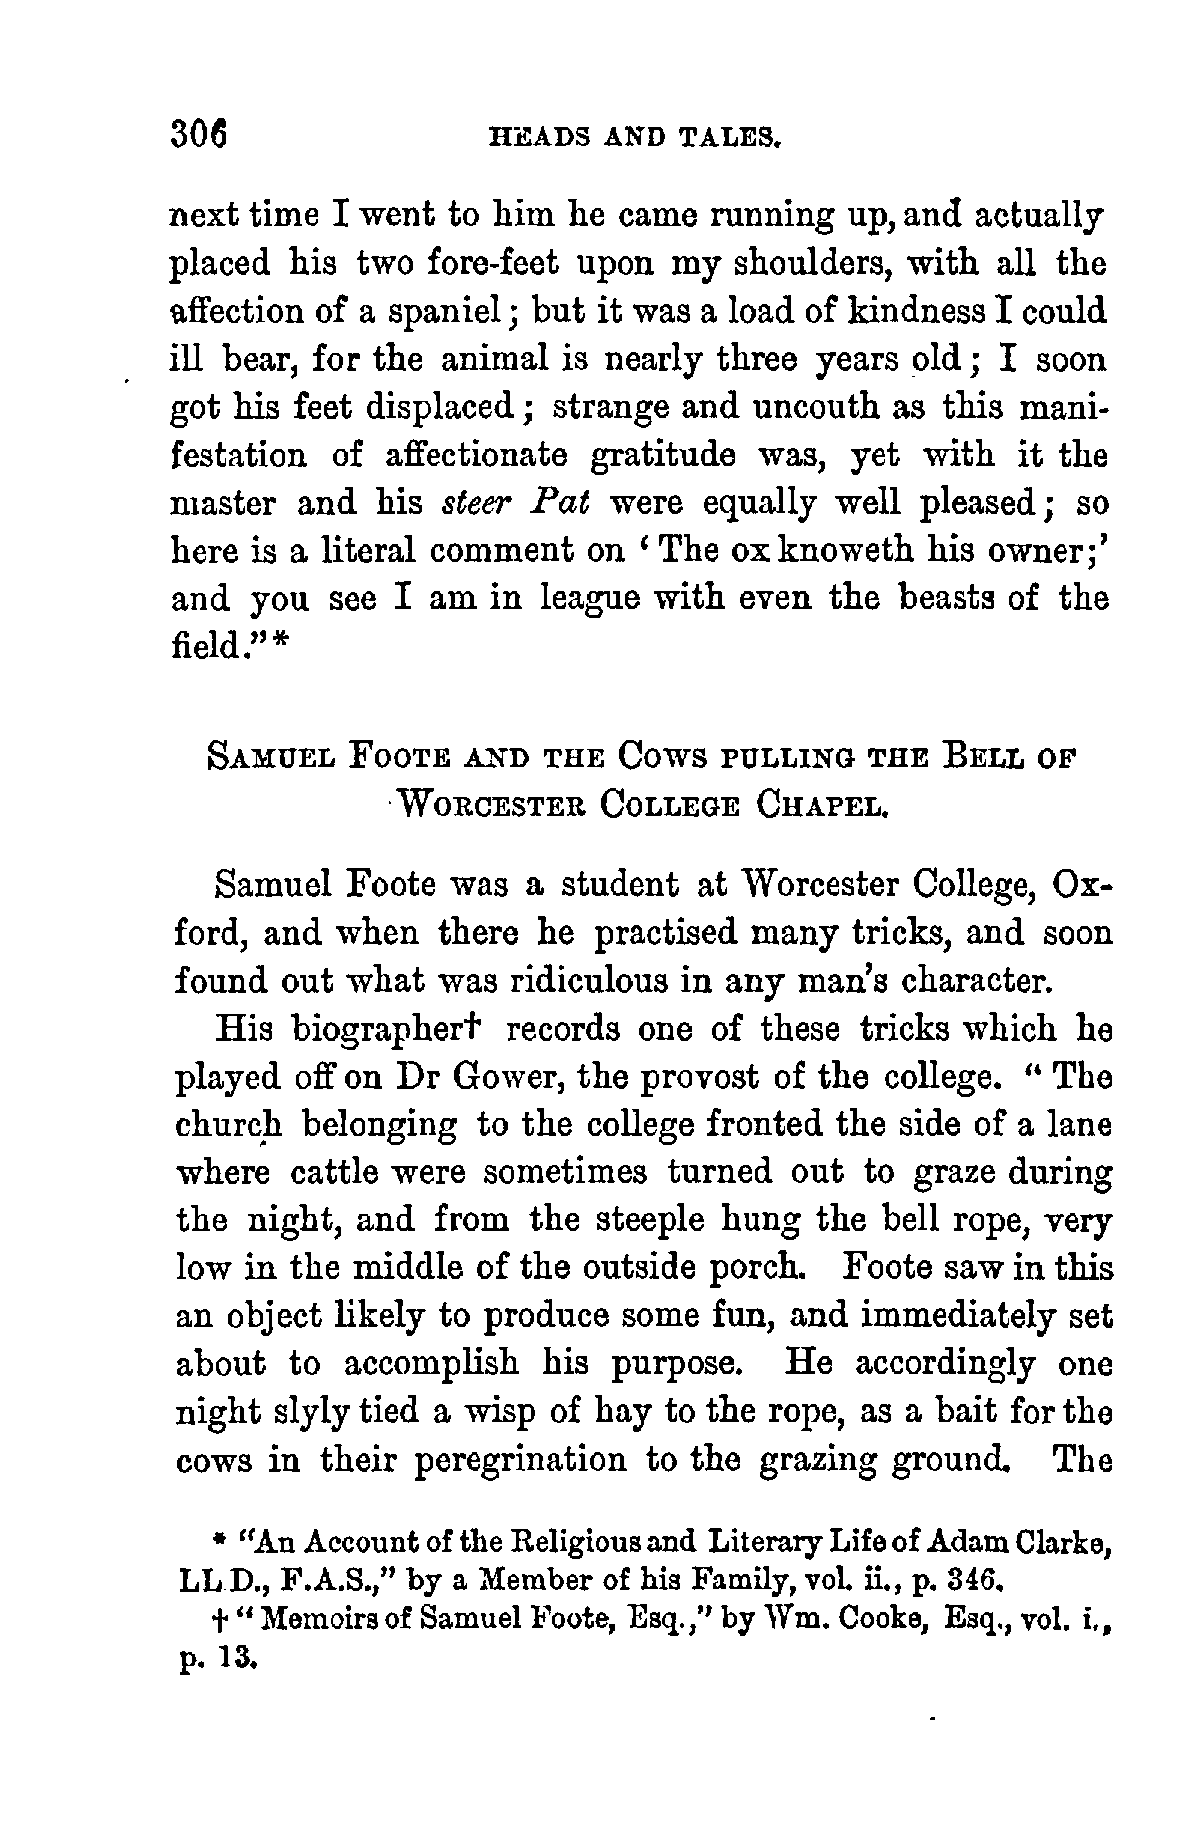 306 HEADS AND TALES.
next time I went to him he came running up, and actually
placed his two fore-feet upon my shoulders, with all the
affection of a spaniel; but it was a load of kindness I could
ill bear, for the animal is nearly three years old; I soon
got his feet displaced; strange and uncouth as this mani-
festation of affectionate gratitude was, yet with it the
master and his steer Pat were equally well pleased; so
here is a literal comment on ‘The ox knoweth his owner;’
and you see I am in league with even the beasts of the
field.”*
SAMUEL FOOTE AND THE COWS PULLING THE BELL OF
WORCESTER COLLEGE CHAPEL.
Samuel Foote was a student at Worcester College, Ox-
ford, and when there he practised many tricks, and soon
found out what was ridiculous in any man’s character.
His biographer† records one of these tricks which he
played off on Dr Gower, the provost of the college. “The
church belonging to the college fronted the side of a lane
where cattle were sometimes turned out to graze during
the night, and from the steeple hung the bell rope, very
low in the middle of the outside porch. Foote saw in this
an object likely to produce some fun, and immediately set
about to accomplish his purpose. He accordingly one
night slyly tied a wisp of hay to the rope, as a bait for the
cows in their peregrination to the grazing ground. The
* “An Account of the Religious and Literary Life of Adam Clarke,
LL.D., F.A.S.,” by a Member of his Family, vol. ii., p. 346.
† “Memoirs of Samuel Foote, Esq.,” by Wm. Cooke, Esq., vol. i.,
p. 13.